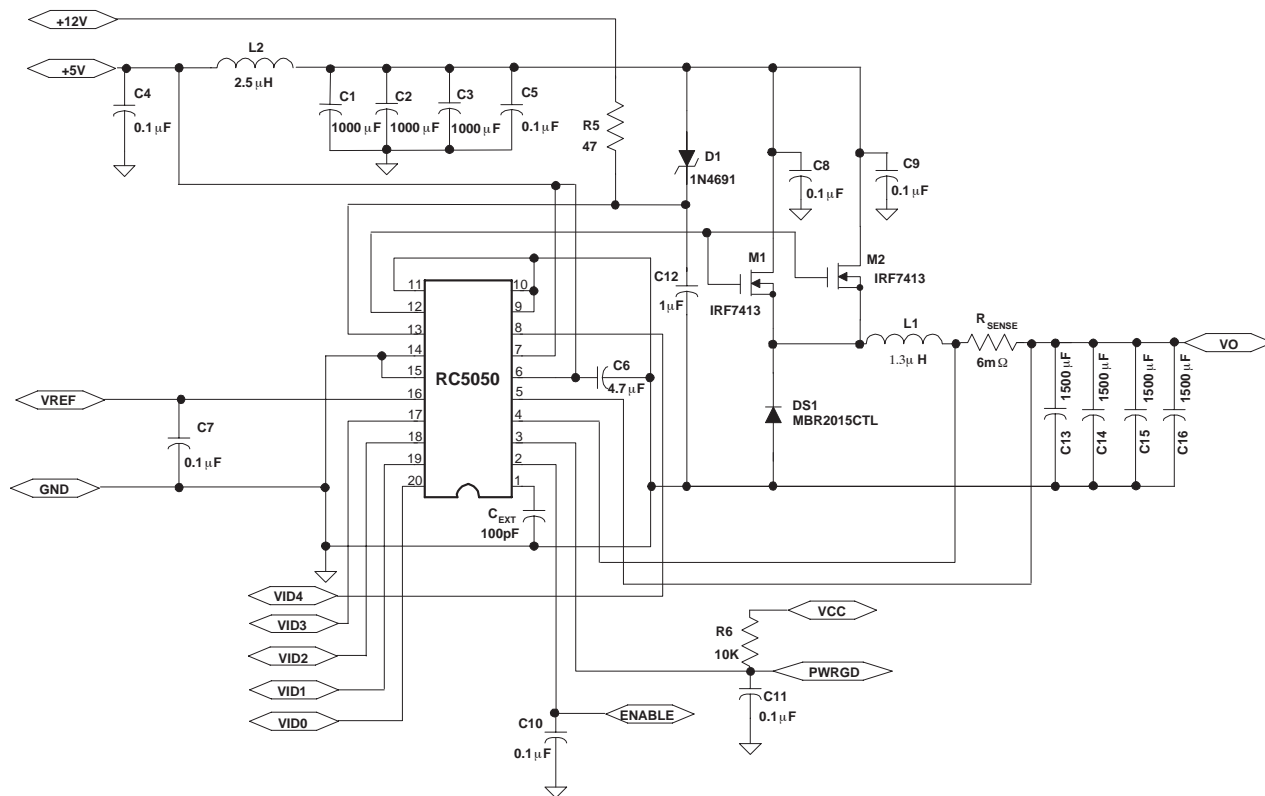 +12V
+5V
L2
2.5μH
C4
0.1μF
C1
1000μF
C2
1000μF
C3
1000μF
C5
0.1μF
R5
47
D1
1N4691
C8
0.1μF
C9
0.1μF
M1
IRF7413
M2
IRF7413
C12
1μF
L1
1.3μ H
RSENSE
6mΩ
VO
RC5050
11
12
13
14
15
16
17
18
19
20
10
9
8
7
6
5
4
3
2
1
C6
4.7μF
DS1
MBR2015CTL
1500μF
C13
1500μF
C14
1500μF
C15
1500μF
C16
VREF
C7
0.1μF
GND
CEXT
100pF
VID4
VID3
VID2
VID1
VID0
VCC
R6
10K
PWRGD
C11
0.1μF
ENABLE
C10
0.1μF